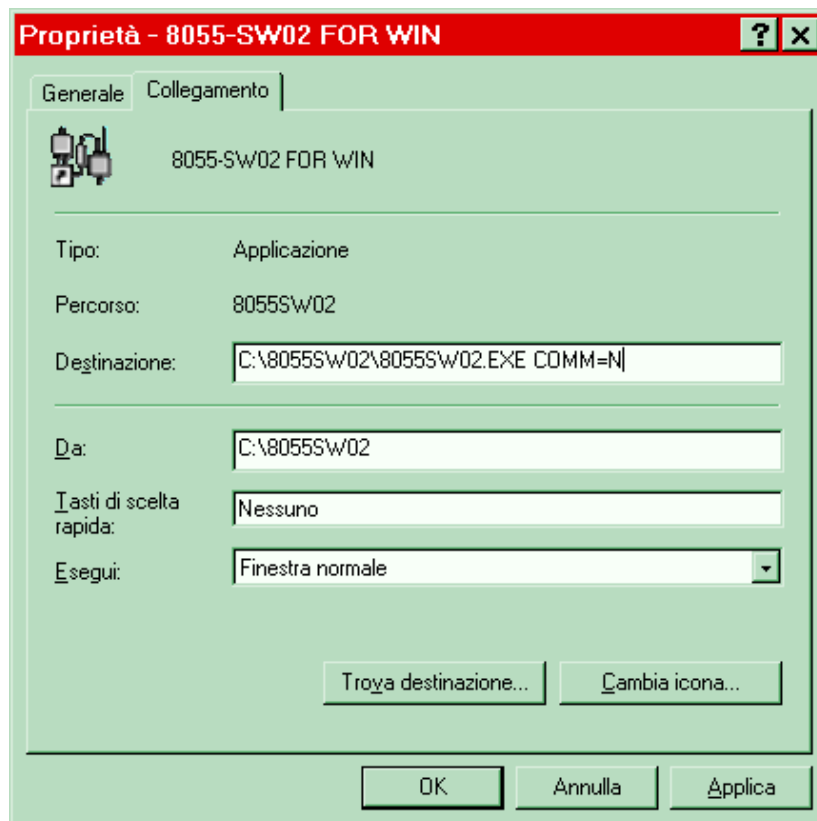 Proprietà - 8055-SW02 FOR WIN
Generale
Collegamento
8055-SW02 FOR WIN
Tipo: Applicazione
Percorso: 8055SW02
Destinazione: C:\8055SW02\8055SW02.EXE COMM=N
Da: C:\8055SW02
Tasti di scelta
rapida: Nessuno
Esegui: Finestra normale
Trova destinazione... Cambia icona...
OK Annulla Applica